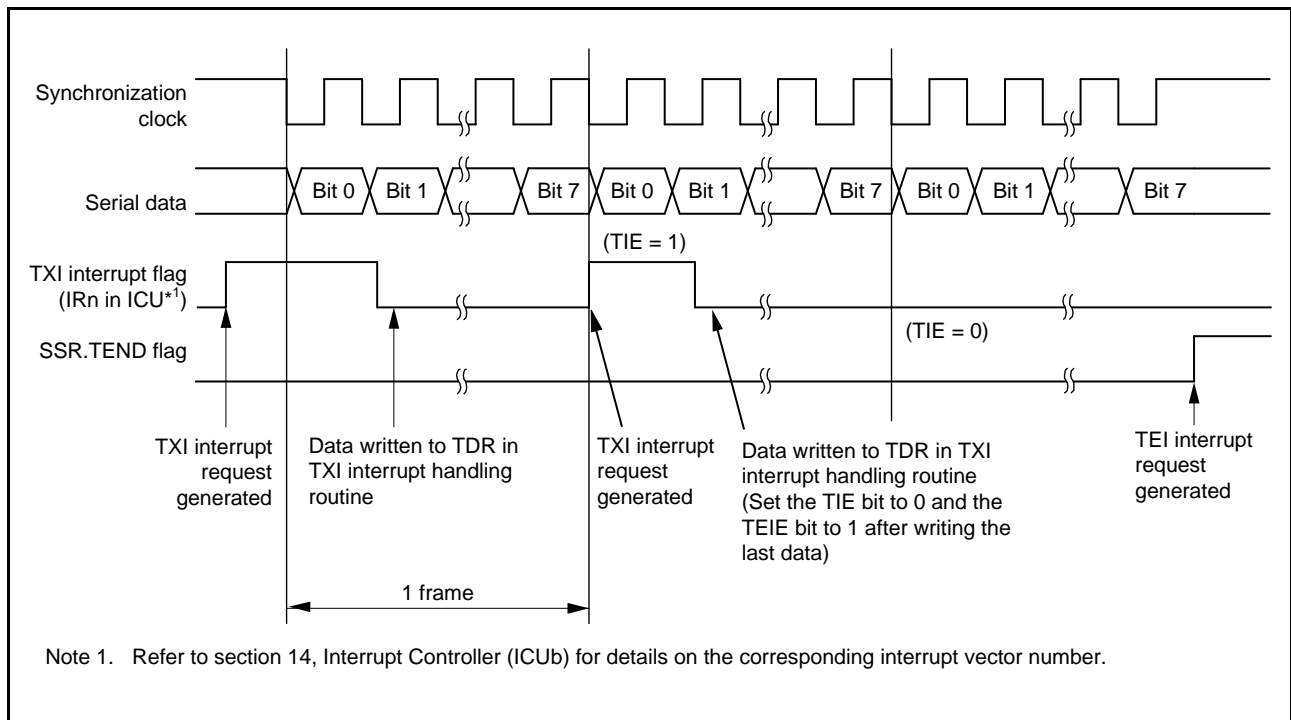 Synchronization
clock
Serial data
Bit 0
Bit 1
Bit 7
Bit 0
Bit 1
Bit 7
Bit 0
Bit 1
Bit 7
(TIE = 1)
TXI interrupt flag
(IRn in ICU*1)
(TIE = 0)
SSR.TEND flag
TXI interrupt
request
generated
Data written to TDR in
TXI interrupt handling
routine
TXI interrupt
request
generated
Data written to TDR in TXI
interrupt handling routine
(Set the TIE bit to 0 and the
TEIE bit to 1 after writing the
last data)
TEI interrupt
request
generated
1 frame
Note 1. Refer to section 14, Interrupt Controller (ICUb) for details on the corresponding interrupt vector number.